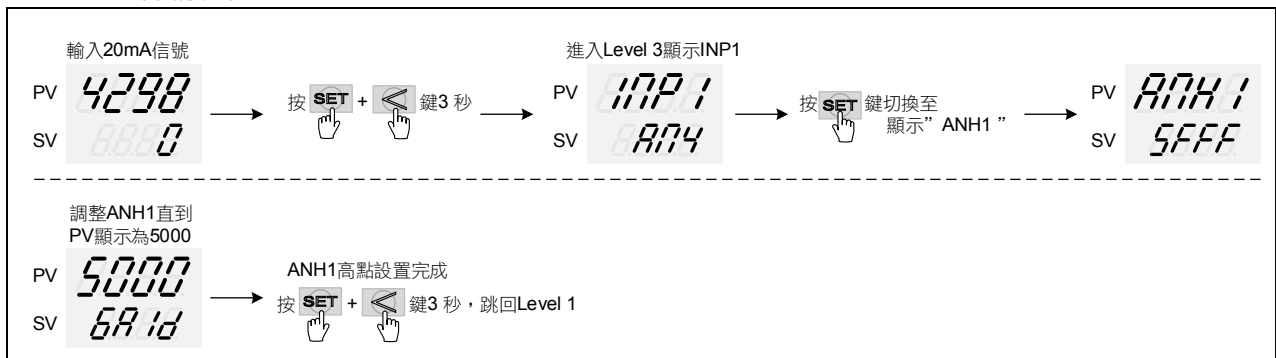 輸入20mA信號
PV 4298
SV 0
按 SET + < 鍵3 秒
進入Level 3顯示INP1
PV INP1
SV AN4
按 SET 鍵切換至
顯示” ANH1 ”
PV ANH1
SV 5FFF
調整ANH1直到
PV顯示為5000
PV 5000
SV 6A1d
ANH1高點設置完成
按 SET + < 鍵3 秒，跳回Level 1